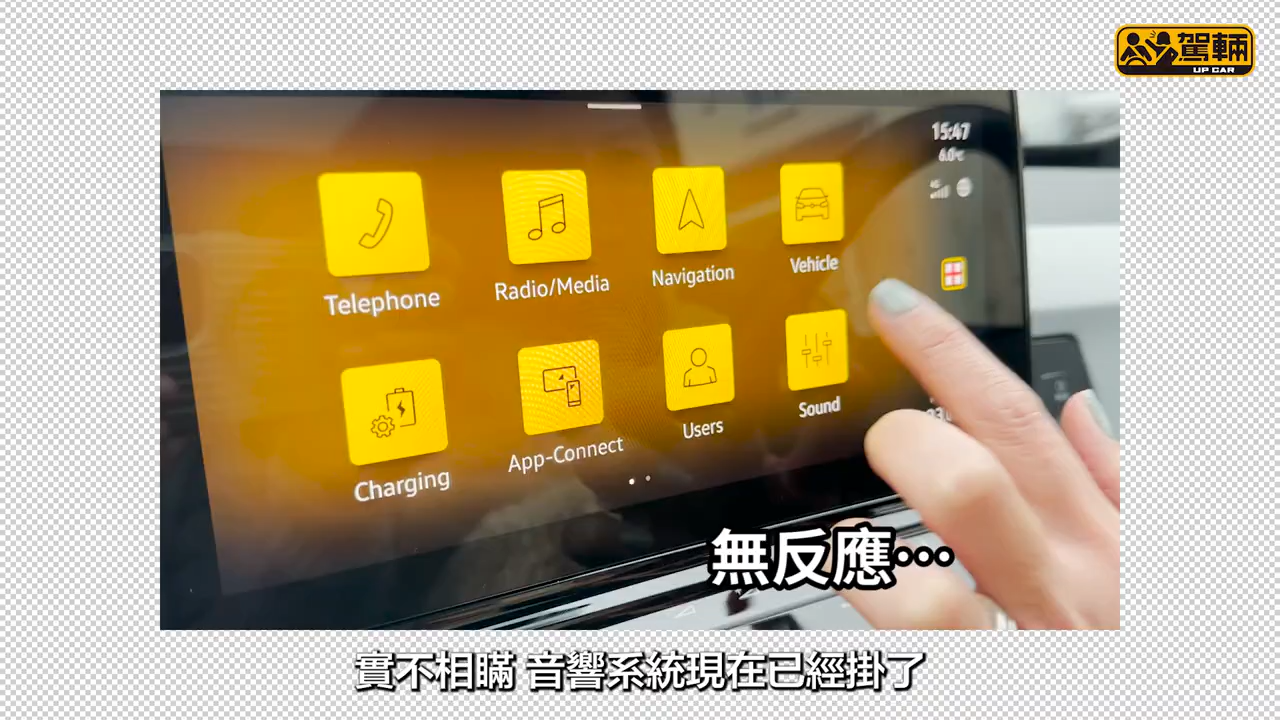 駕輛
UP CAR
15:47
6.0°C
Telephone
Radio/Media
Navigation
Vehicle
Charging
App-Connect
Users
Sound
無反應…
實不相瞞 音響系統現在已經掛了